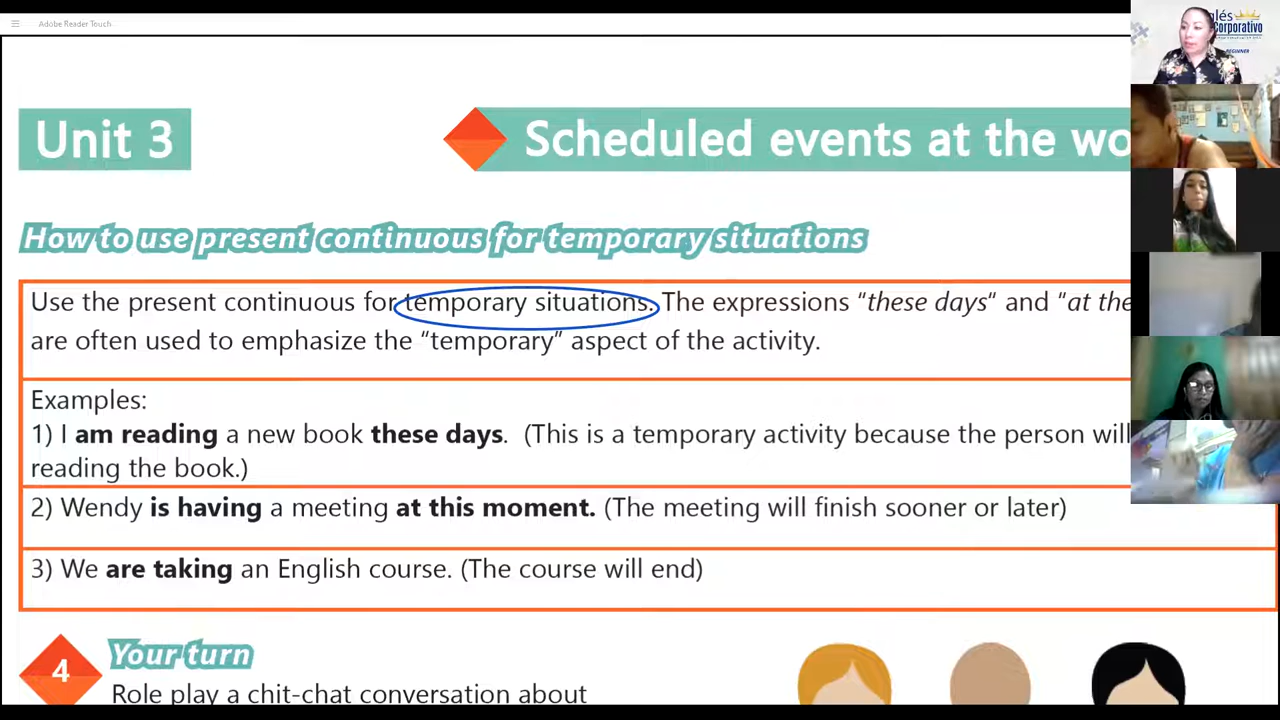 Adobe Reader Touch
glés
Corporativo
BEGINNER
Unit 3
Scheduled events at the wo
How to use present continuous for temporary situations
Use the present continuous for temporary situations. The expressions “these days“ and “at the
are often used to emphasize the “temporary” aspect of the activity.
Examples:
1) I am reading a new book these days. (This is a temporary activity because the person will
reading the book.)
2) Wendy is having a meeting at this moment. (The meeting will finish sooner or later)
3) We are taking an English course. (The course will end)
4
Your turn
Role play a chit-chat conversation about